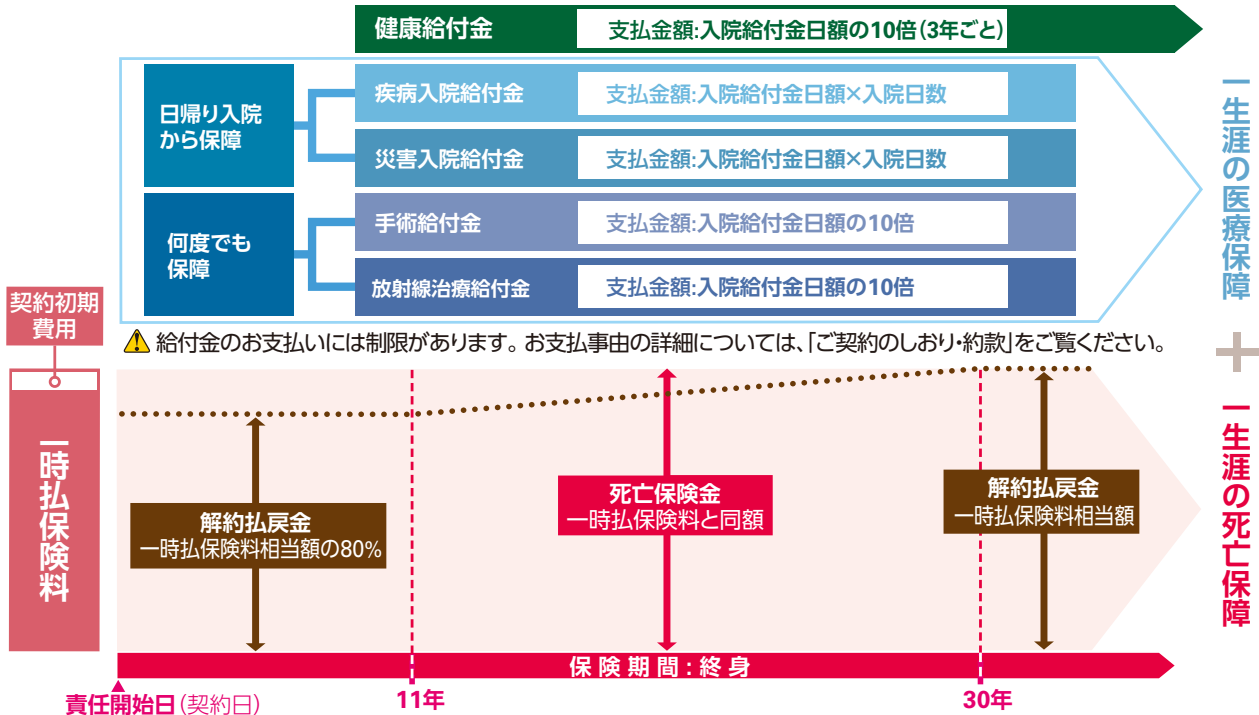 健康給付金
支払金額:入院給付金日額の10倍(3年ごと)
日帰り入院
から保障
疾病入院給付金
支払金額:入院給付金日額×入院日数
災害入院給付金
支払金額:入院給付金日額×入院日数
何度でも
保障
手術給付金
支払金額:入院給付金日額の10倍
放射線治療給付金
支払金額:入院給付金日額の10倍
一生涯の医療保障
+
一生涯の死亡保障
⚠ 給付金のお支払いには制限があります。お支払事由の詳細については、「ご契約のしおり・約款」をご覧ください。
契約初期
費用
一時払保険料
解約払戻金
一時払保険料相当額の80%
死亡保険金
一時払保険料と同額
解約払戻金
一時払保険料相当額
保険期間:終身
責任開始日(契約日)
11年
30年